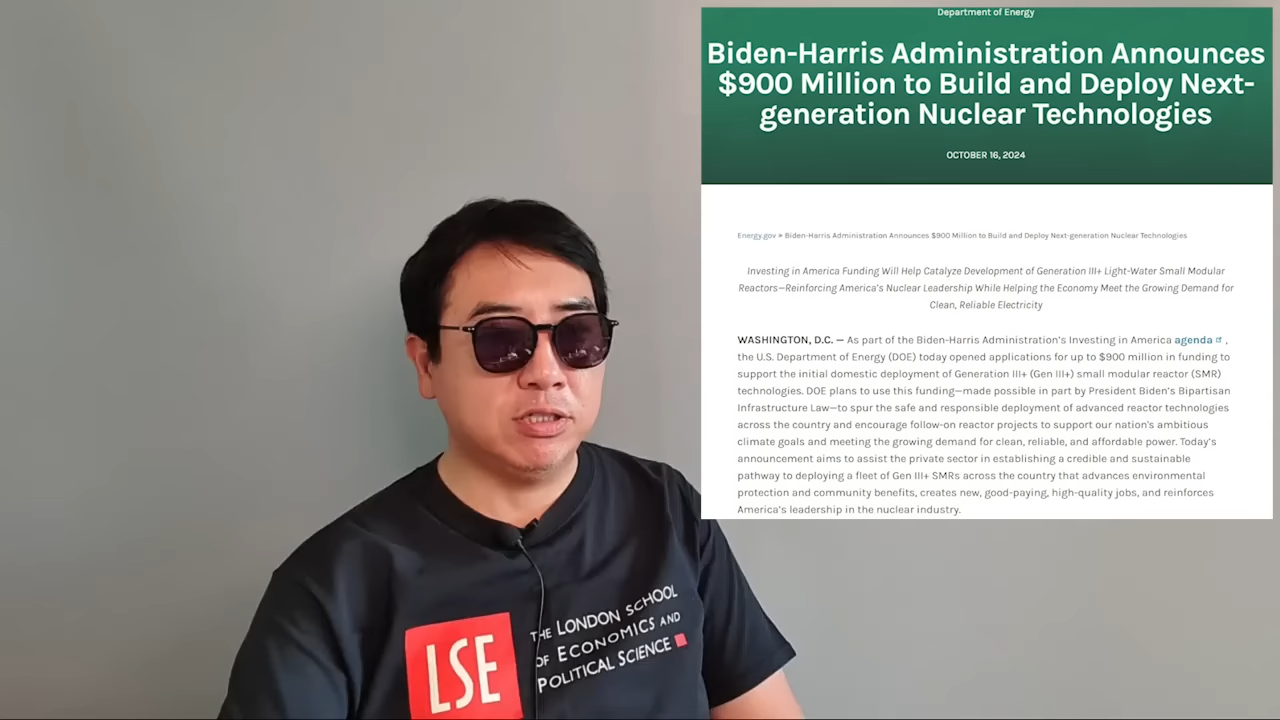 Department of Energy
Biden-Harris Administration Announces
$900 Million to Build and Deploy Next-
generation Nuclear Technologies
OCTOBER 16, 2024
Energy.gov » Biden-Harris Administration Announces $900 Million to Build and Deploy Next-generation Nuclear Technologies
Investing in America Funding Will Help Catalyze Development of Generation III+ Light-Water Small Modular
Reactors—Reinforcing America's Nuclear Leadership While Helping the Economy Meet the Growing Demand for
Clean, Reliable Electricity
WASHINGTON, D.C. — As part of the Biden-Harris Administration's Investing in America agenda ,
the U.S. Department of Energy (DOE) today opened applications for up to $900 million in funding to
support the initial domestic deployment of Generation III+ (Gen III+) small modular reactor (SMR)
technologies. DOE plans to use this funding—made possible in part by President Biden's Bipartisan
Infrastructure Law—to spur the safe and responsible deployment of advanced reactor technologies
across the country and encourage follow-on reactor projects to support our nation's ambitious
climate goals and meeting the growing demand for clean, reliable, and affordable power. Today's
announcement aims to assist the private sector in establishing a credible and sustainable
pathway to deploying a fleet of Gen III+ SMRs across the country that advances environmental
protection and community benefits, creates new, good-paying, high-quality jobs, and reinforces
America's leadership in the nuclear industry.
LSE
THE LONDON SCHOOL
OF ECONOMICS AND
POLITICAL SCIENCE